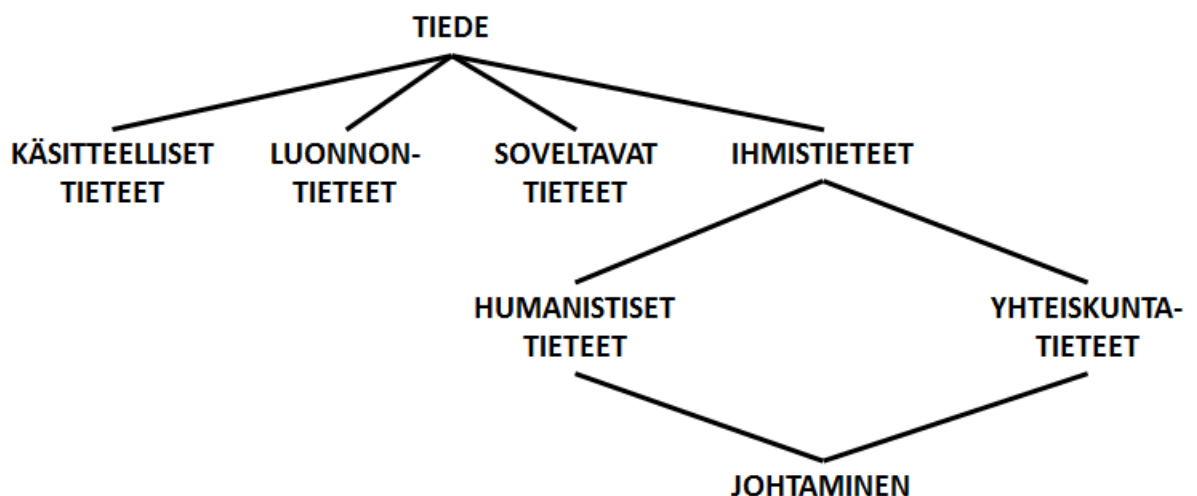 TIEDE
KÄSITTEELLISET
TIETEET
LUONNON-
TIETEET
SOVELTAVAT
TIETEET
IHMISTIETEET
HUMANISTISET
TIETEET
YHTEISKUNTA-
TIETEET
JOHTAMINEN